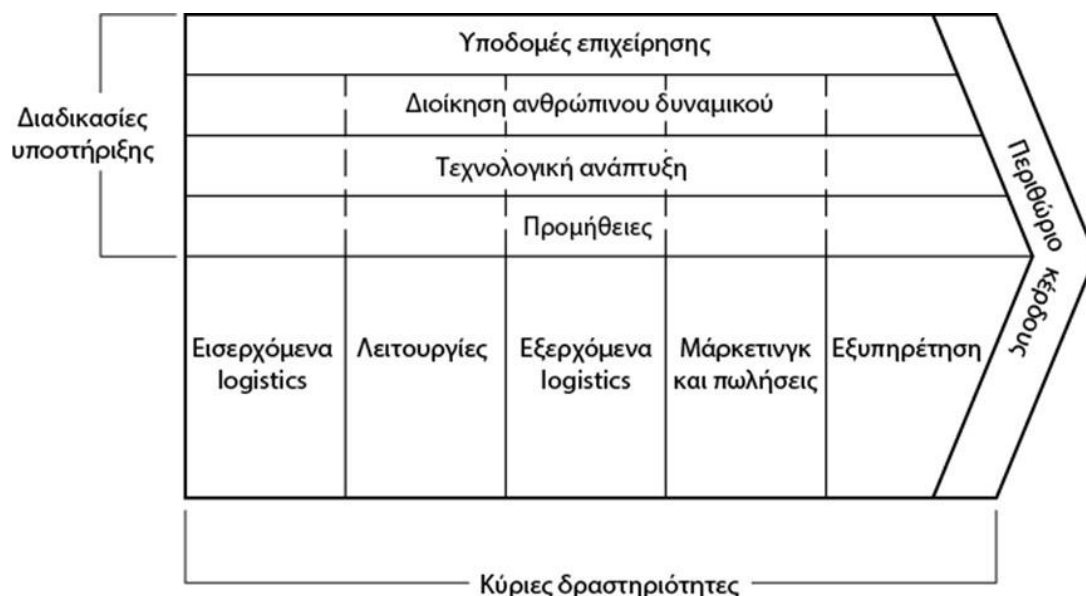 Υποδομές επιχείρησης
Διοίκηση ανθρώπινου δυναμικού
Διαδικασίες
υποστήριξης
Τεχνολογική ανάπτυξη
Προμήθειες
Περιθώριο κέρδους
Εισερχόμενα
logistics
Λειτουργίες
Εξερχόμενα
logistics
Μάρκετινγκ
και πωλήσεις
Εξυπηρέτηση
Κύριες δραστηριότητες